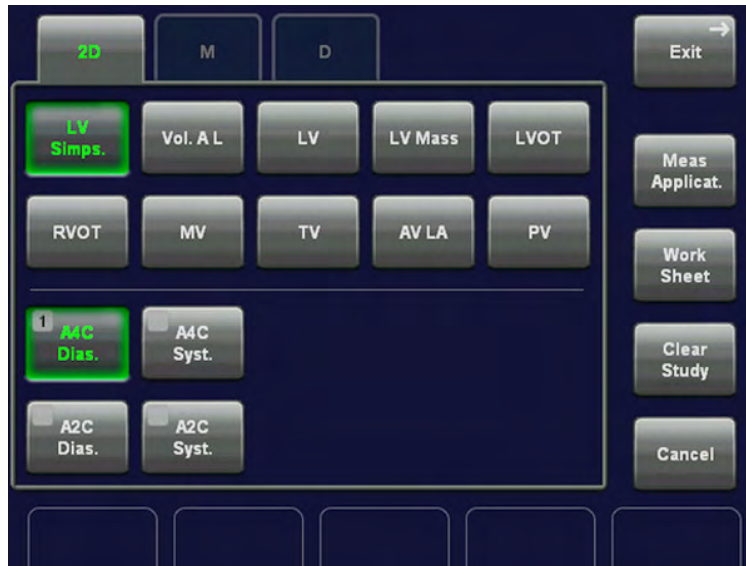 2D M D Exit
LV Simps. Vol. A L LV LV Mass LVOT
Meas Applicat.
RVOT MV TV AV LA PV
Work Sheet
1 A4C Dias. A4C Syst.
Clear Study
A2C Dias. A2C Syst.
Cancel